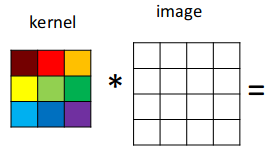 image
kernel
* =